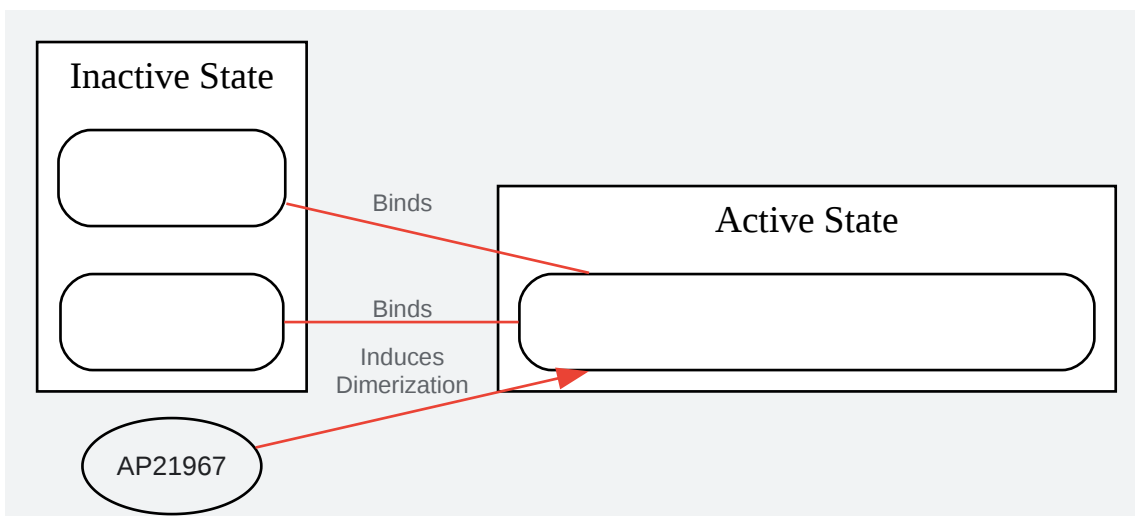 Inactive State
Binds
Active State
Binds
Induces
Dimerization
AP21967